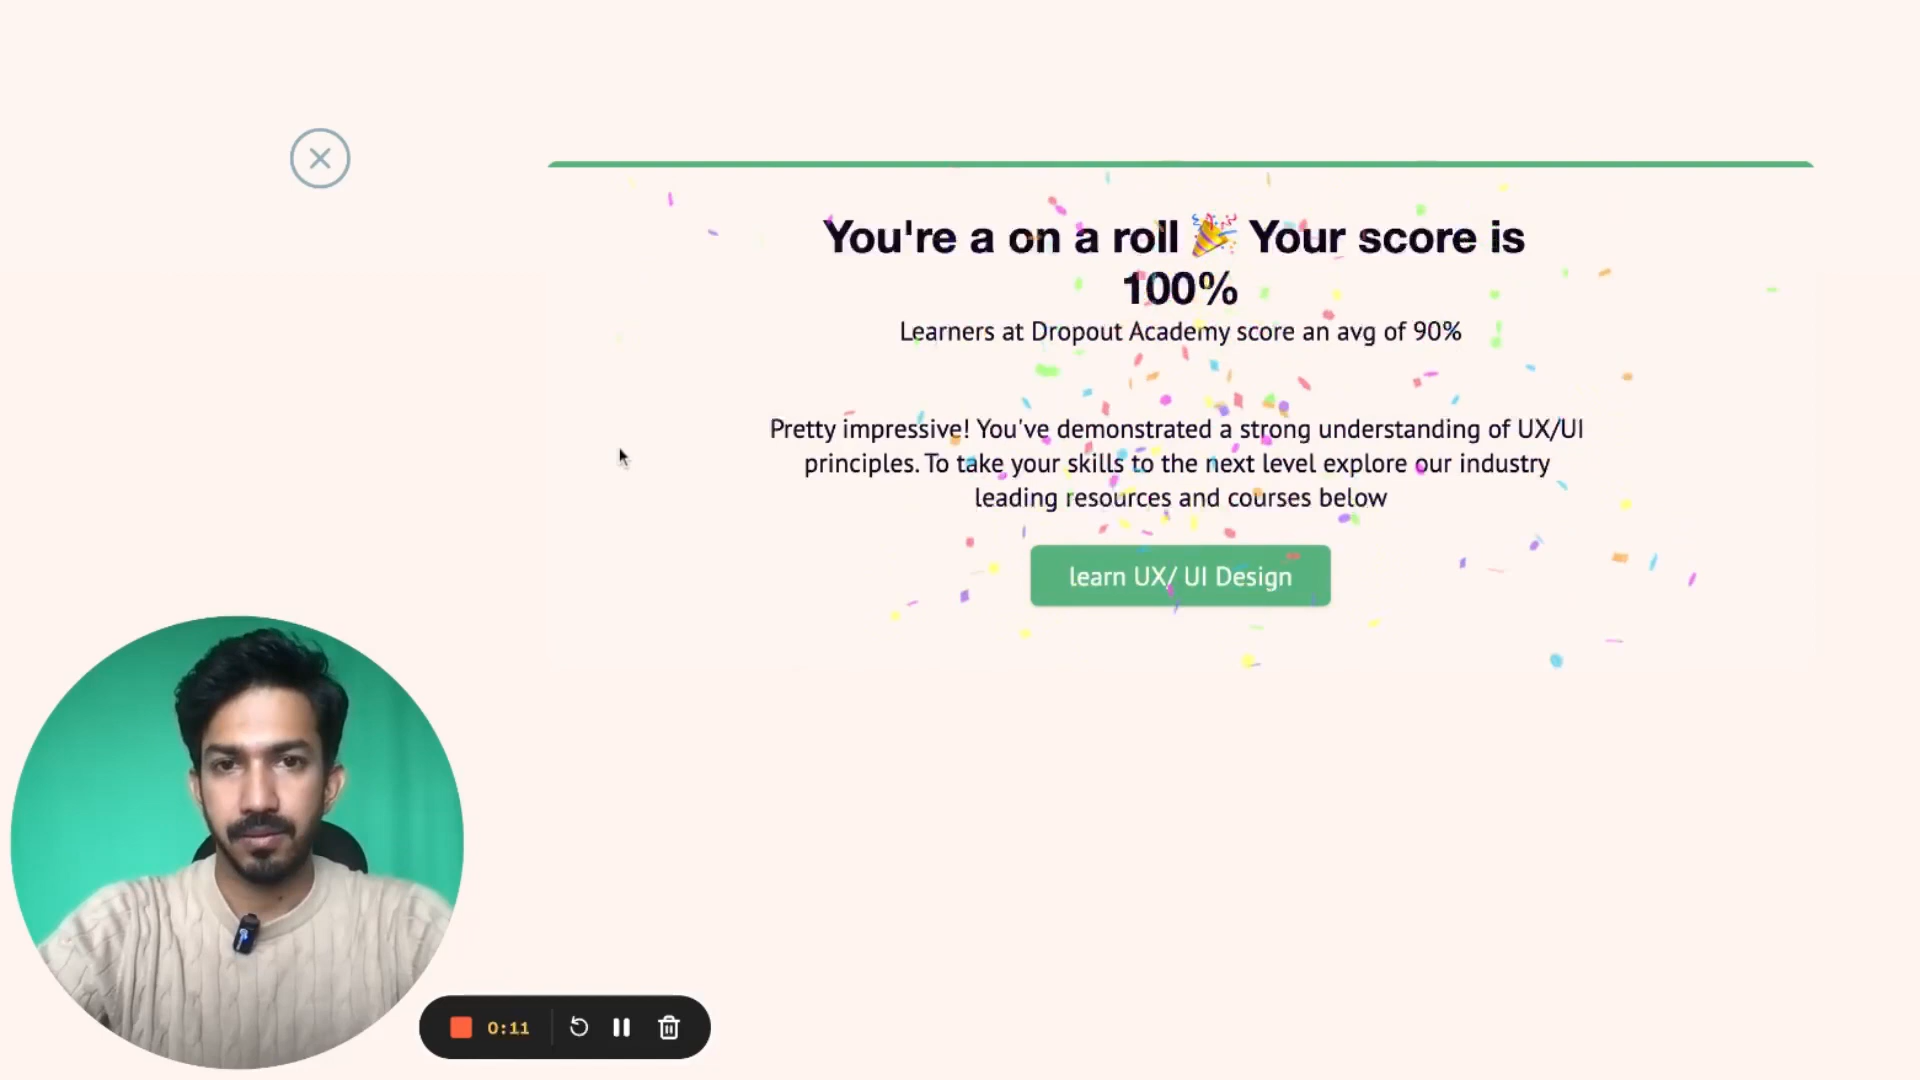 You're a on a roll 🎉 Your score is
100%
Learners at Dropout Academy score an avg of 90%
Pretty impressive! You've demonstrated a strong understanding of UX/UI
principles. To take your skills to the next level explore our industry
leading resources and courses below
learn UX/ UI Design
0:11